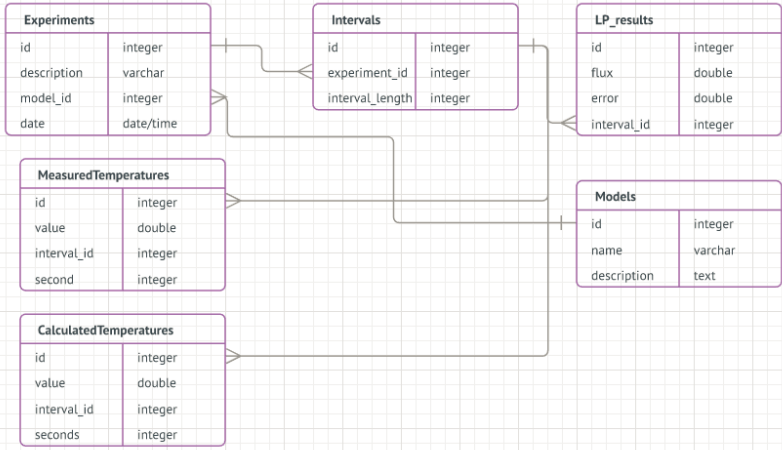 Experiments
id integer
description varchar
model_id integer
date date/time
Intervals
id integer
experiment_id integer
interval_length integer
LP_results
id integer
flux double
error double
interval_id integer
MeasuredTemperatures
id integer
value double
interval_id integer
second integer
Models
id integer
name varchar
description text
CalculatedTemperatures
id integer
value double
interval_id integer
seconds integer